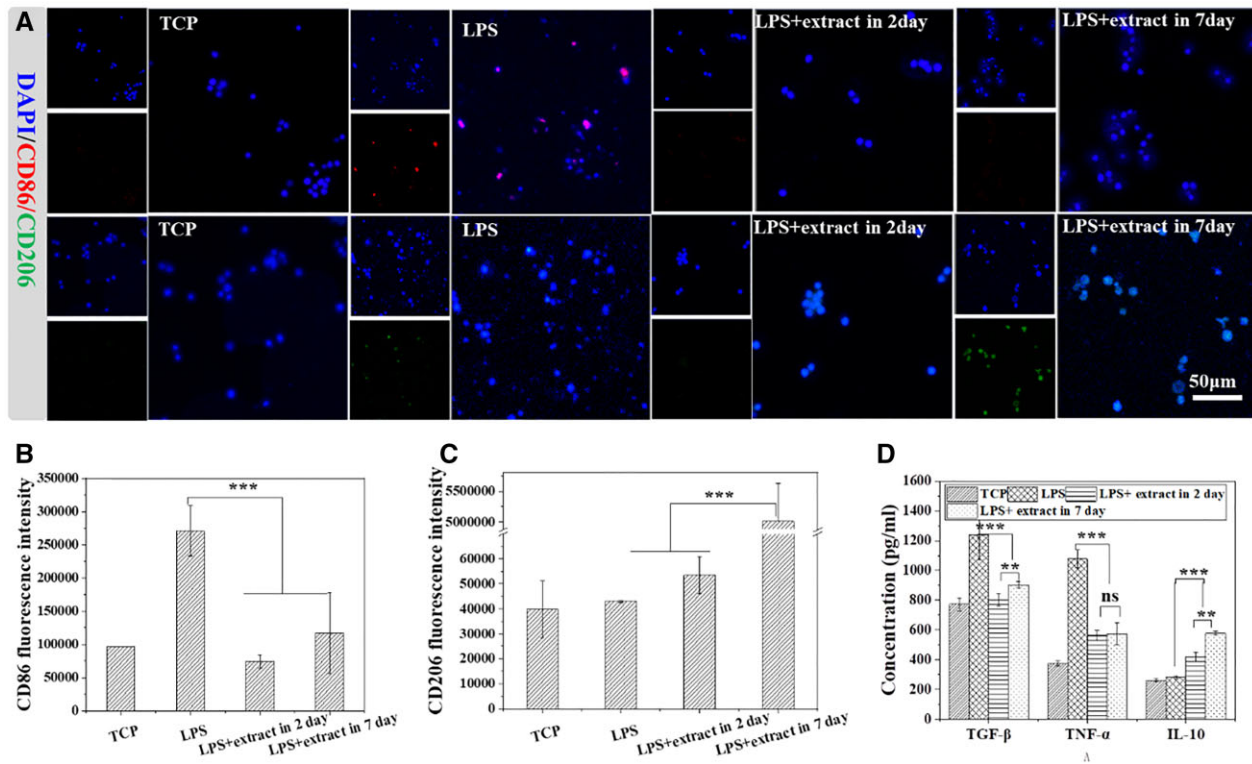 A
DAPI/CD86/CD206
TCP
LPS
LPS+extract in 2day
LPS+extract in 7day
TCP
LPS
LPS+extract in 2day
LPS+extract in 7day
50μm
B
CD86 fluorescence intensity
350000
300000
250000
200000
150000
100000
50000
0
***
TCP
LPS
LPS+extract in 2 day
LPS+extract in 7 day
C
CD206 fluorescence intensity
5500000
5000000
60000
50000
40000
30000
20000
10000
0
***
TCP
LPS
LPS+extract in 2 day
LPS+extract in 7 day
D
Concentration (pg/ml)
1600
1400
1200
1000
800
600
400
200
0
TCP LPS LPS+ extract in 2 day
LPS+ extract in 7 day
***
**
***
ns
***
**
TGF-β
TNF-α
IL-10